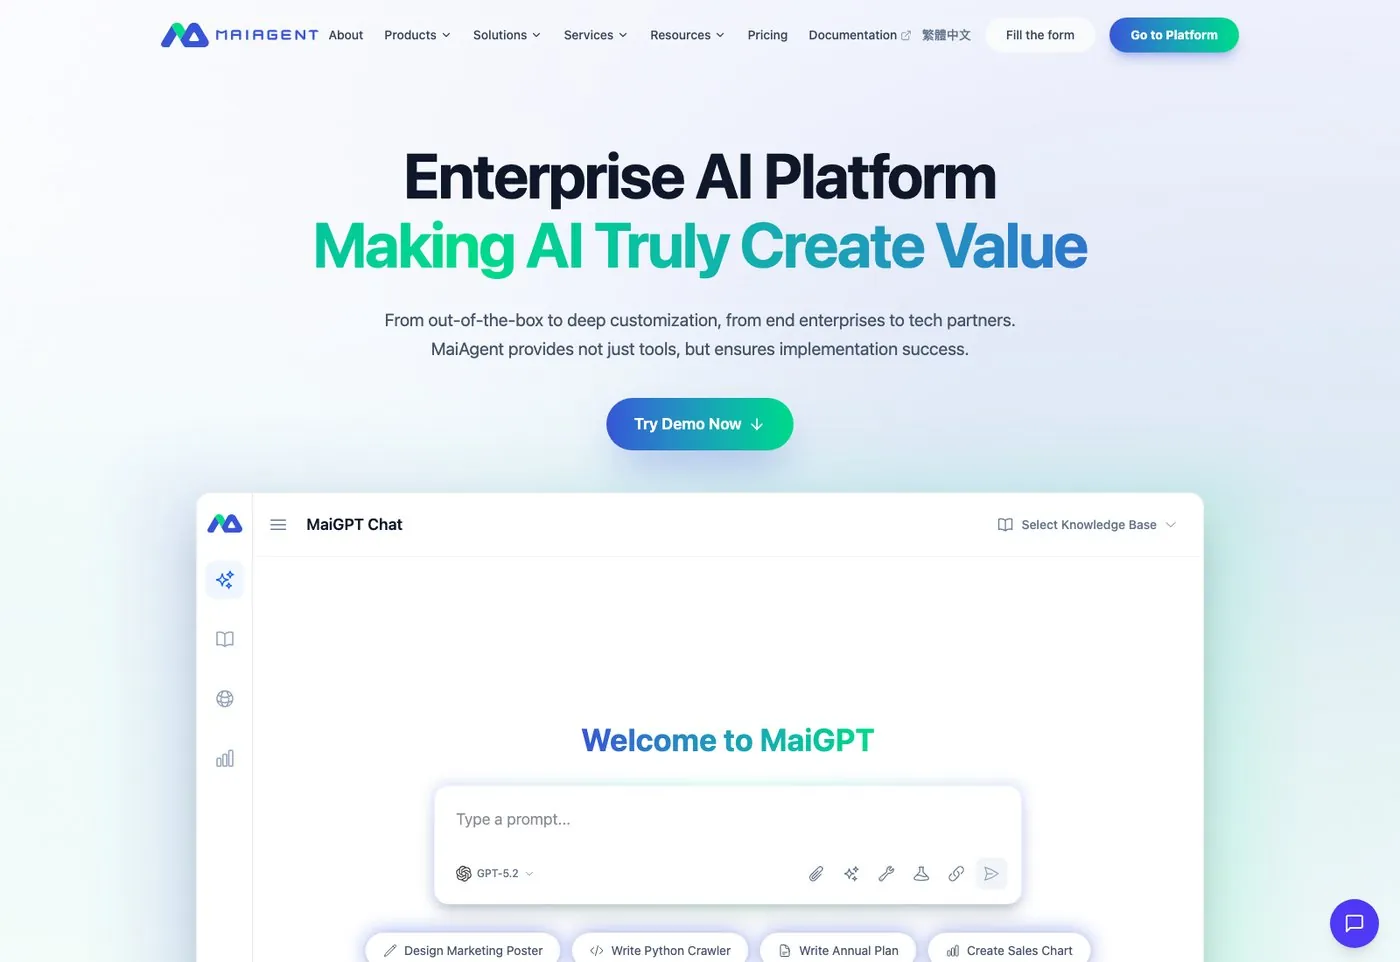 MAIAGENT About Products Solutions Services Resources Pricing Documentation 繁體中文 Fill the form Go to Platform
Enterprise AI Platform
Making AI Truly Create Value
From out-of-the-box to deep customization, from end enterprises to tech partners.
MaiAgent provides not just tools, but ensures implementation success.
Try Demo Now
MaiGPT Chat Select Knowledge Base
Welcome to MaiGPT
Type a prompt...
GPT-5.2
Design Marketing Poster Write Python Crawler Write Annual Plan Create Sales Chart